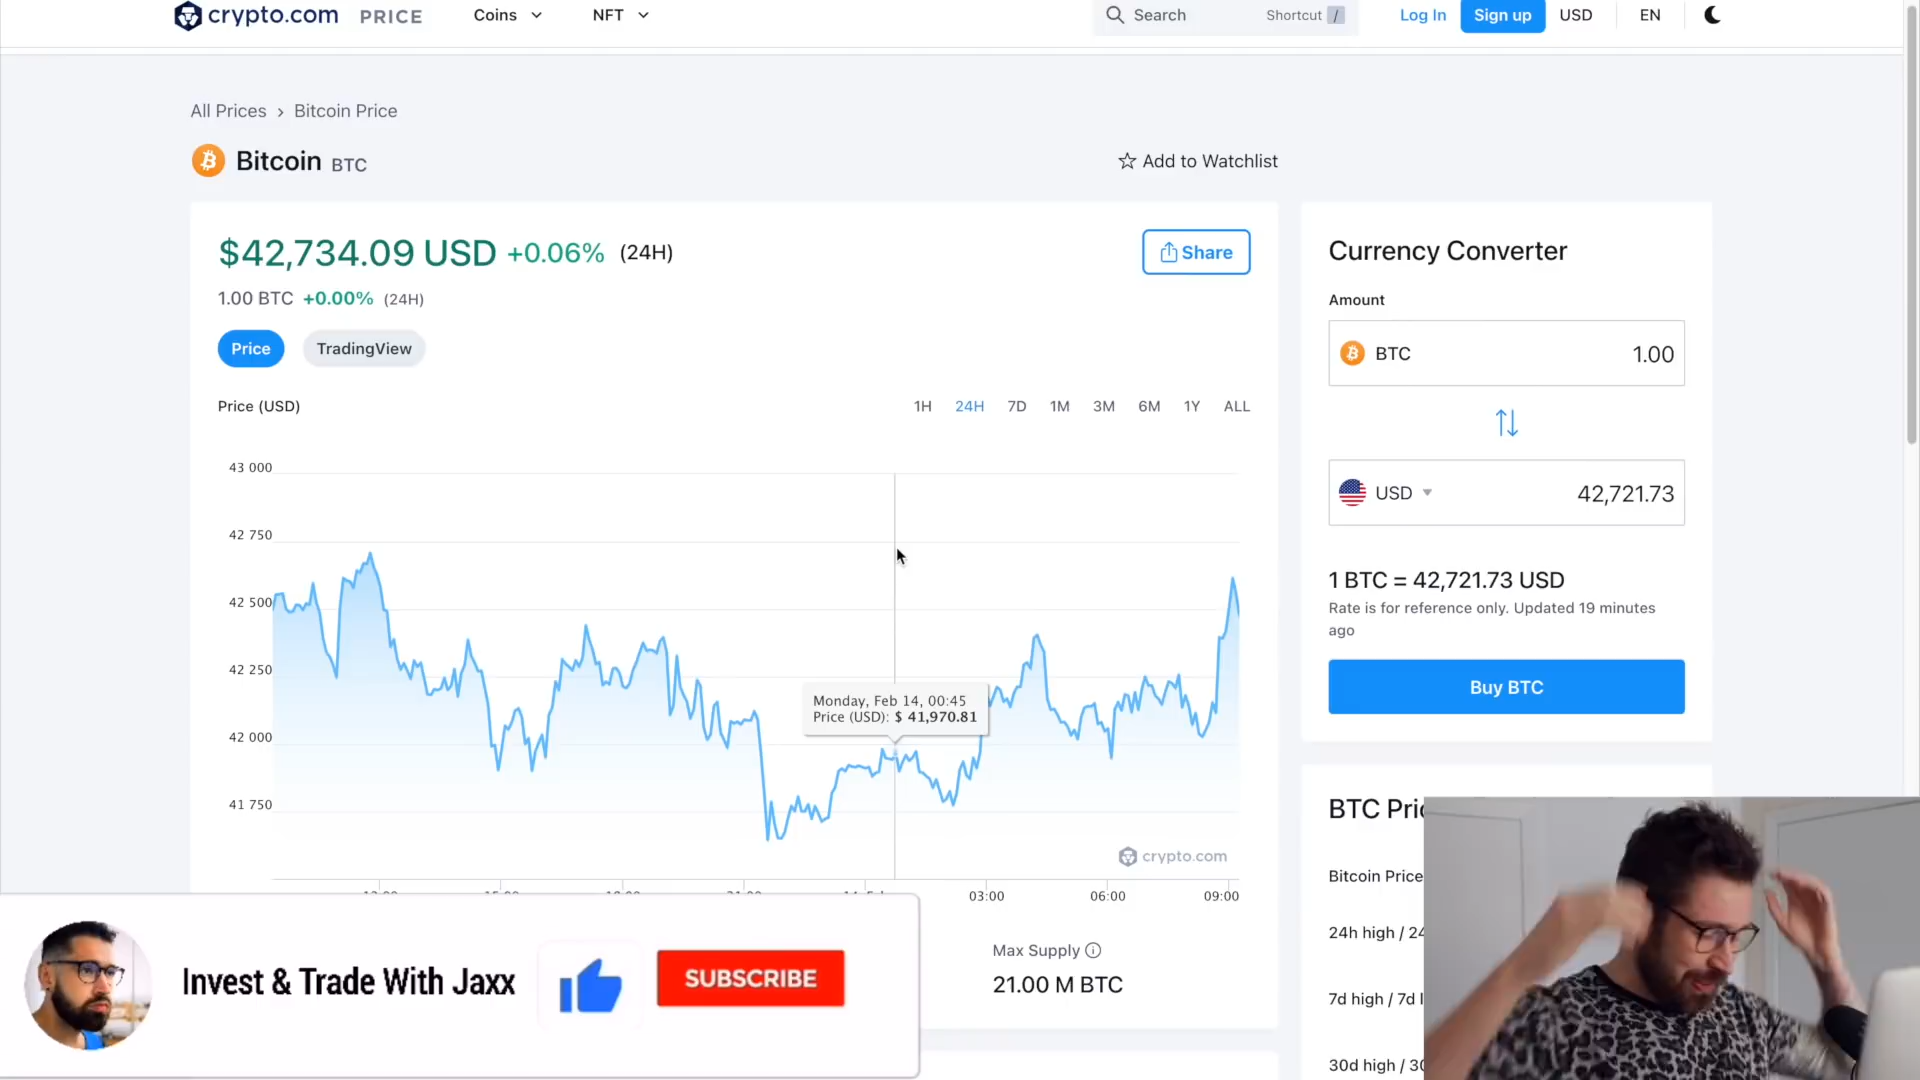 crypto.com PRICE Coins NFT Search Shortcut / Log In Sign up USD EN
All Prices › Bitcoin Price
Bitcoin BTC
Add to Watchlist
$42,734.09 USD +0.06% (24H)
Share
1.00 BTC +0.00% (24H)
Price TradingView
Price (USD)
1H 24H 7D 1M 3M 6M 1Y ALL
43 000
42 750
42 500
42 250
42 000
41 750
Monday, Feb 14, 00:45
Price (USD): $ 41,970.81
crypto.com
03:00 06:00 09:00
Max Supply
21.00 M BTC
Currency Converter
Amount
BTC 1.00
USD 42,721.73
1 BTC = 42,721.73 USD
Rate is for reference only. Updated 19 minutes
ago
Buy BTC
BTC
Bitcoin Price
24h high /
7d high / 7d
30d high /
Invest & Trade With Jaxx
SUBSCRIBE